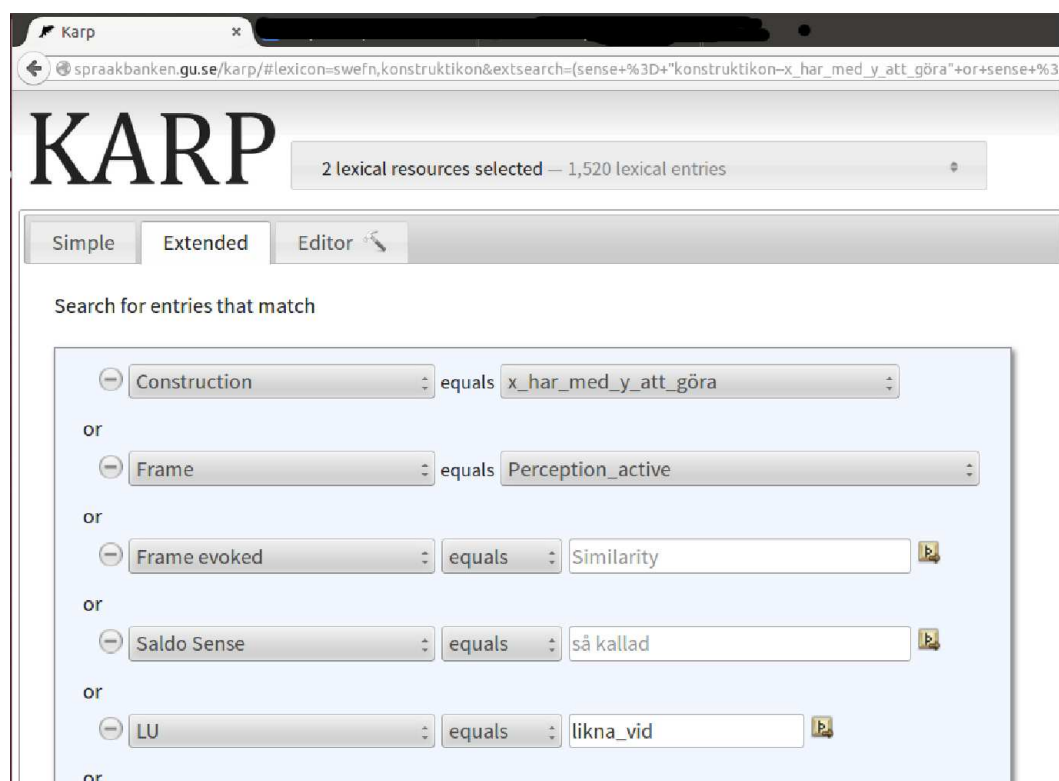 Karp ×
spraakbanken.gu.se/karp/#lexicon=swefn,konstruktikon&extsearch=(sense+%3D+"konstruktikon--x_har_med_y_att_göra"+or+sense+%3
KARP
2 lexical resources selected — 1,520 lexical entries
Simple Extended Editor
Search for entries that match
Construction equals x_har_med_y_att_göra
or
Frame equals Perception_active
or
Frame evoked equals Similarity
or
Saldo Sense equals så kallad
or
LU equals likna_vid
or